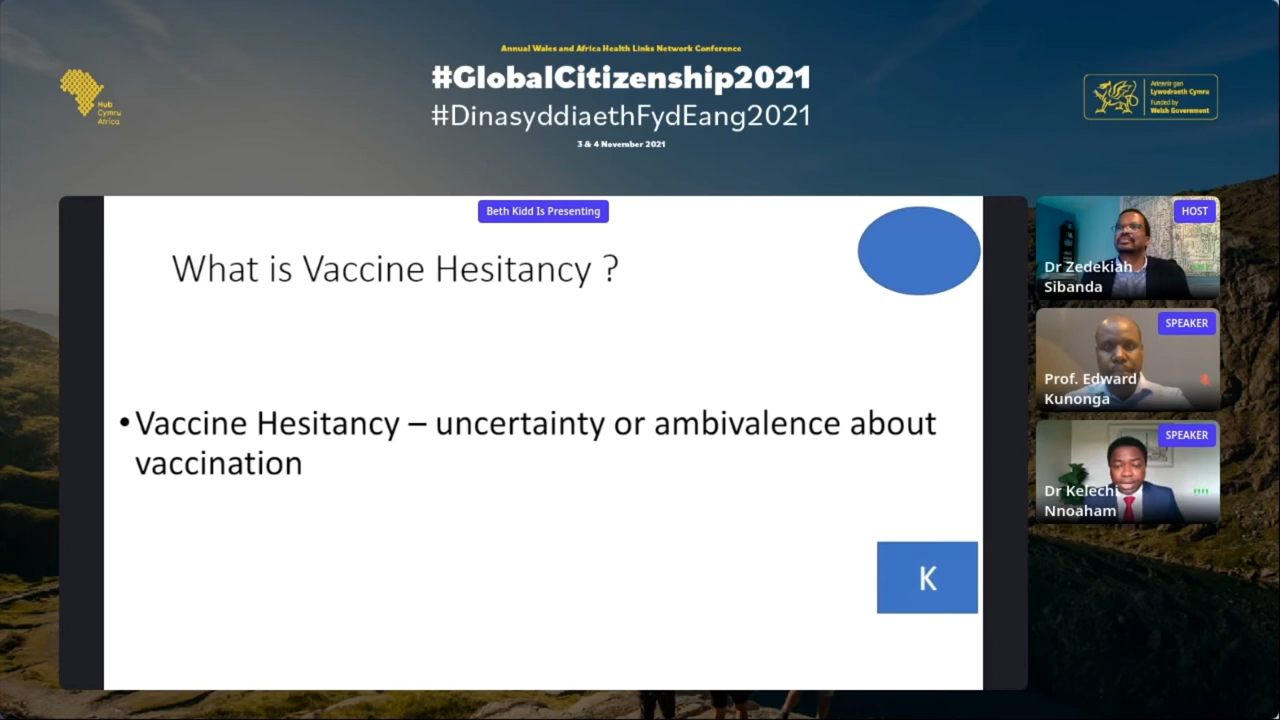 Annual Wales and Africa Health Links Network Conference
#GlobalCitizenship2021
#DinasyddiaethFydEang2021
3 & 4 November 2021
Hub
Cymru
Africa
Ariennir gan
Lywodraeth Cymru
Funded by
Welsh Government
Beth Kidd Is Presenting
What is Vaccine Hesitancy ?
• Vaccine Hesitancy – uncertainty or ambivalence about
vaccination
K
HOST
Dr Zedekiah
Sibanda
SPEAKER
Prof. Edward
Kunonga
SPEAKER
Dr Kelechi
Nnoaham